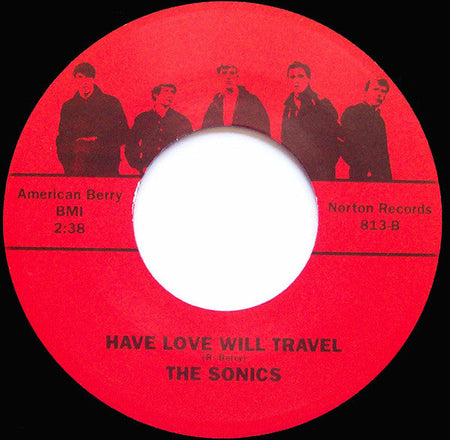 American Berry
BMI
2:38
Norton Records
813-B
HAVE LOVE WILL TRAVEL
(R. Berry)
THE SONICS